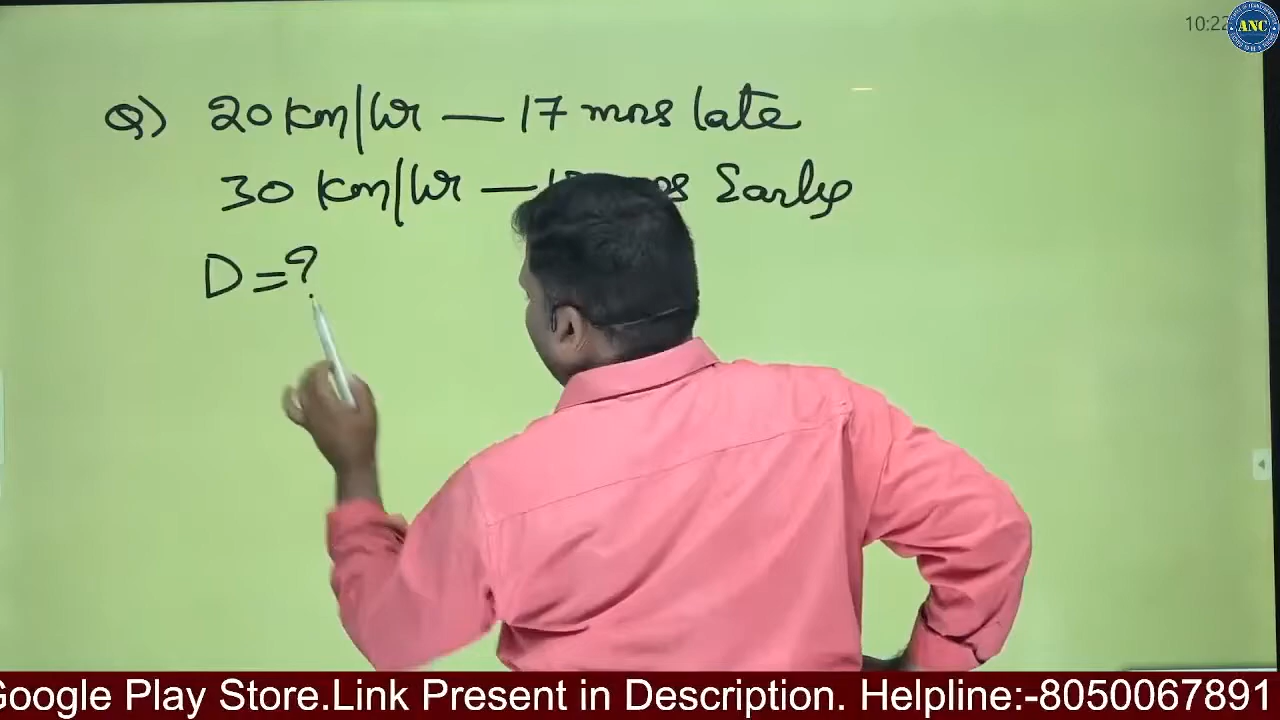 10:22
ANC
Q) 20 km/hr — 17 mns late
30 km/hr — Early
D = ?
Google Play Store.Link Present in Description. Helpline:-8050067891